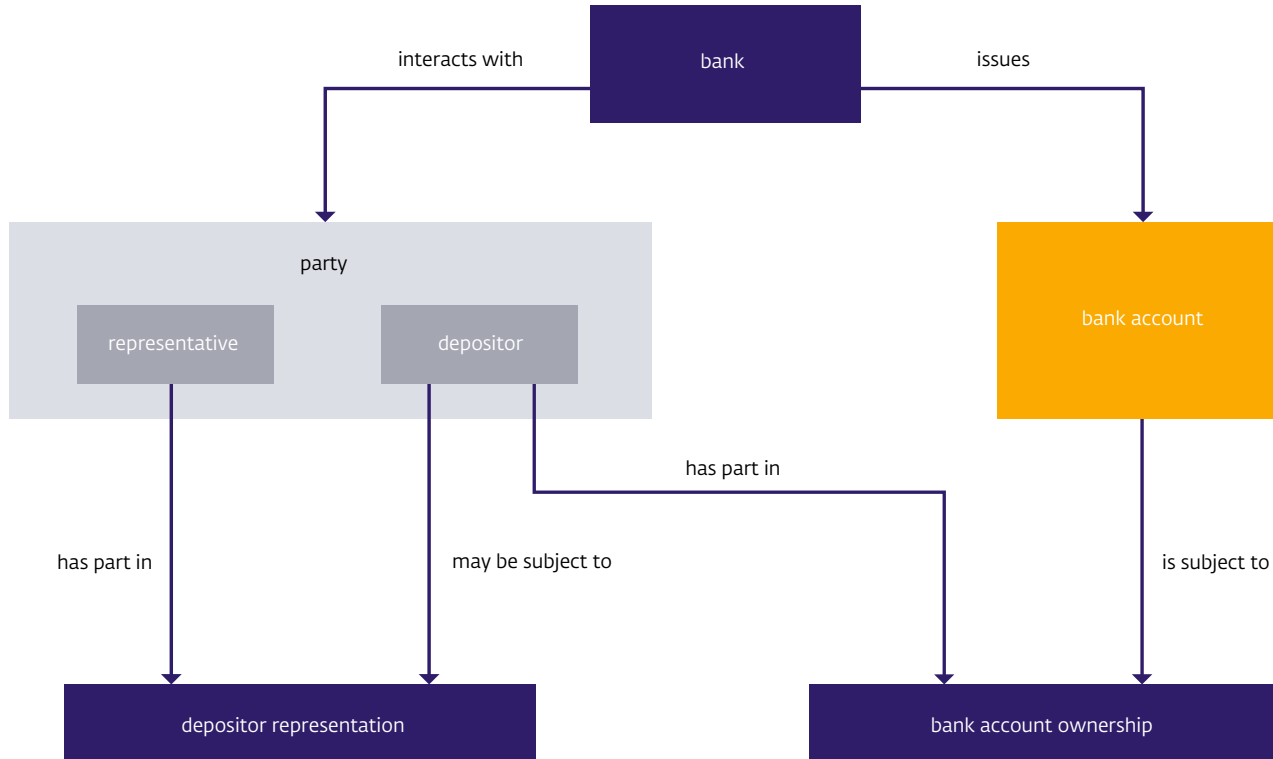 interacts with
bank
issues
party
representative
depositor
bank account
has part in
has part in
may be subject to
is subject to
depositor representation
bank account ownership